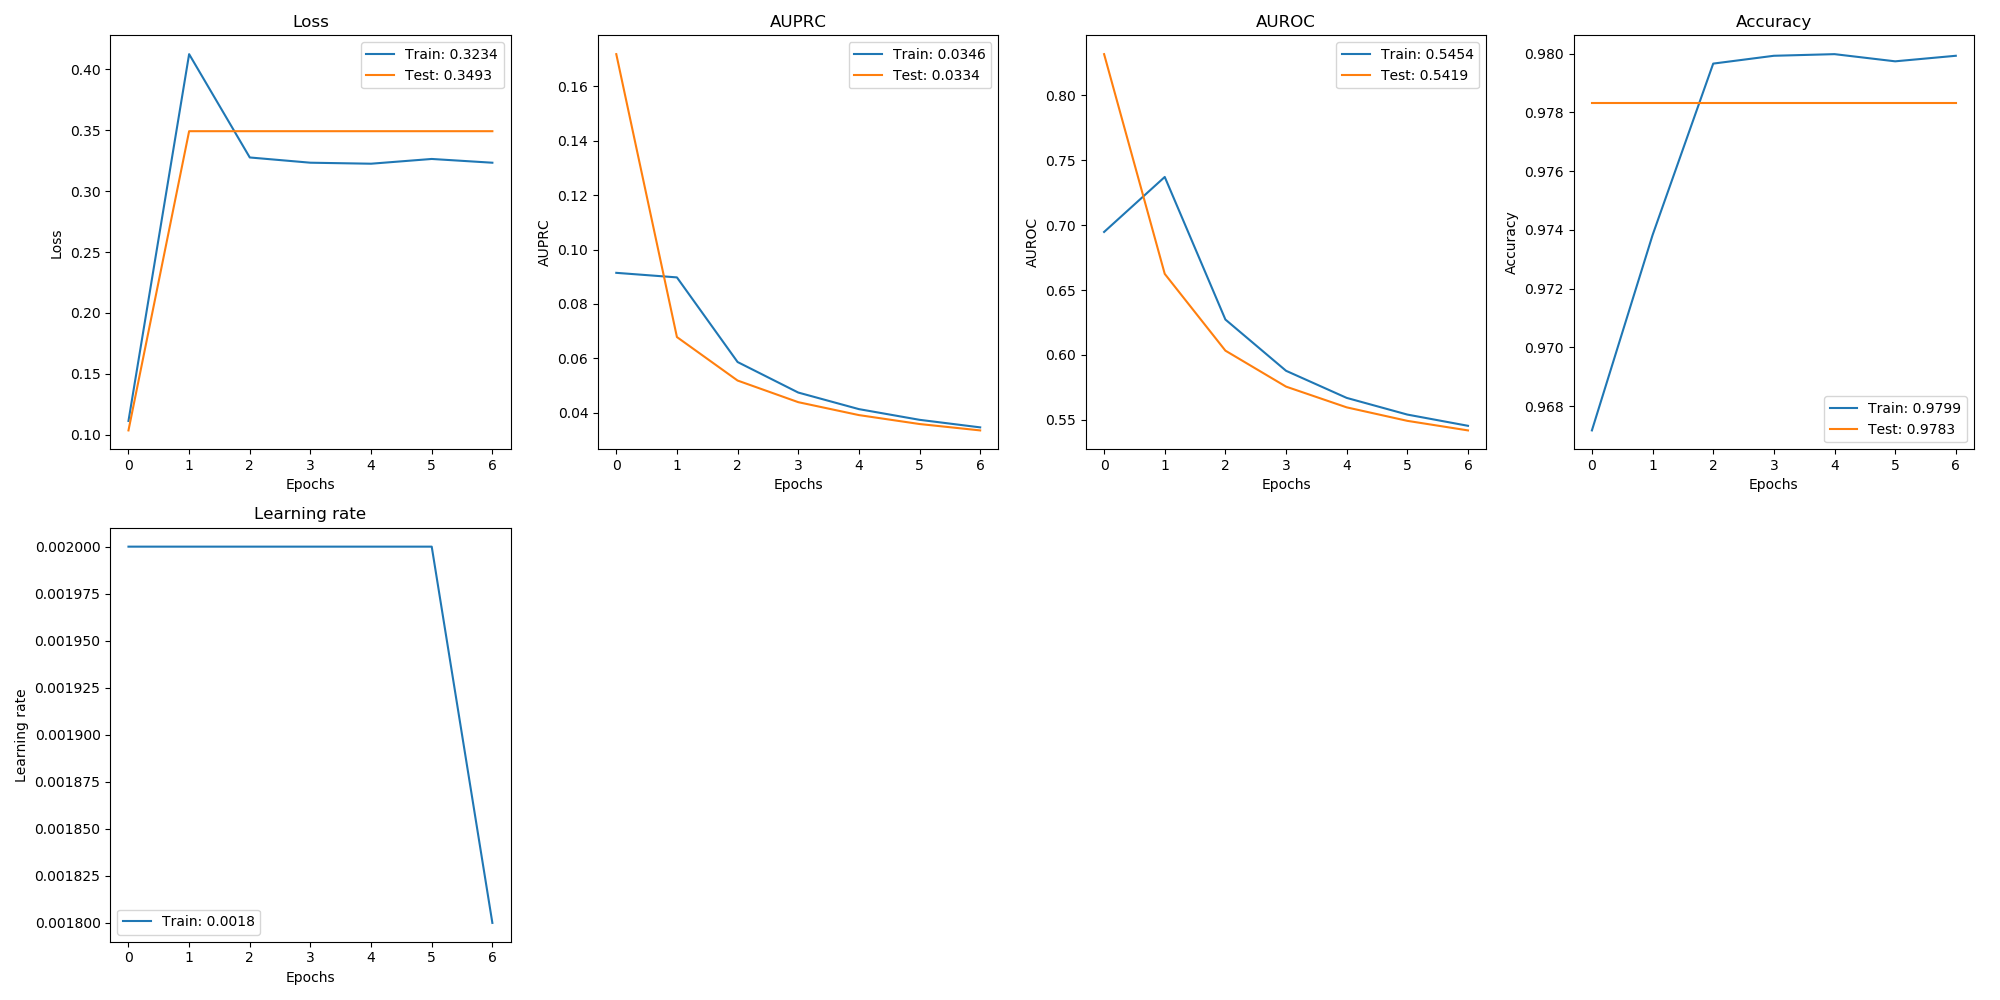 Loss
Train: 0.3234
Test: 0.3493
0.40
0.35
0.30
0.25
0.20
0.15
0.10
Loss
0 1 2 3 4 5 6
Epochs
AUPRC
Train: 0.0346
Test: 0.0334
0.16
0.14
0.12
0.10
0.08
0.06
0.04
AUPRC
0 1 2 3 4 5 6
Epochs
AUROC
Train: 0.5454
Test: 0.5419
0.80
0.75
0.70
0.65
0.60
0.55
AUROC
0 1 2 3 4 5 6
Epochs
Accuracy
0.980
0.978
0.976
0.974
0.972
0.970
0.968
Accuracy
Train: 0.9799
Test: 0.9783
0 1 2 3 4 5 6
Epochs
Learning rate
0.002000
0.001975
0.001950
0.001925
0.001900
0.001875
0.001850
0.001825
0.001800
Learning rate
Train: 0.0018
0 1 2 3 4 5 6
Epochs